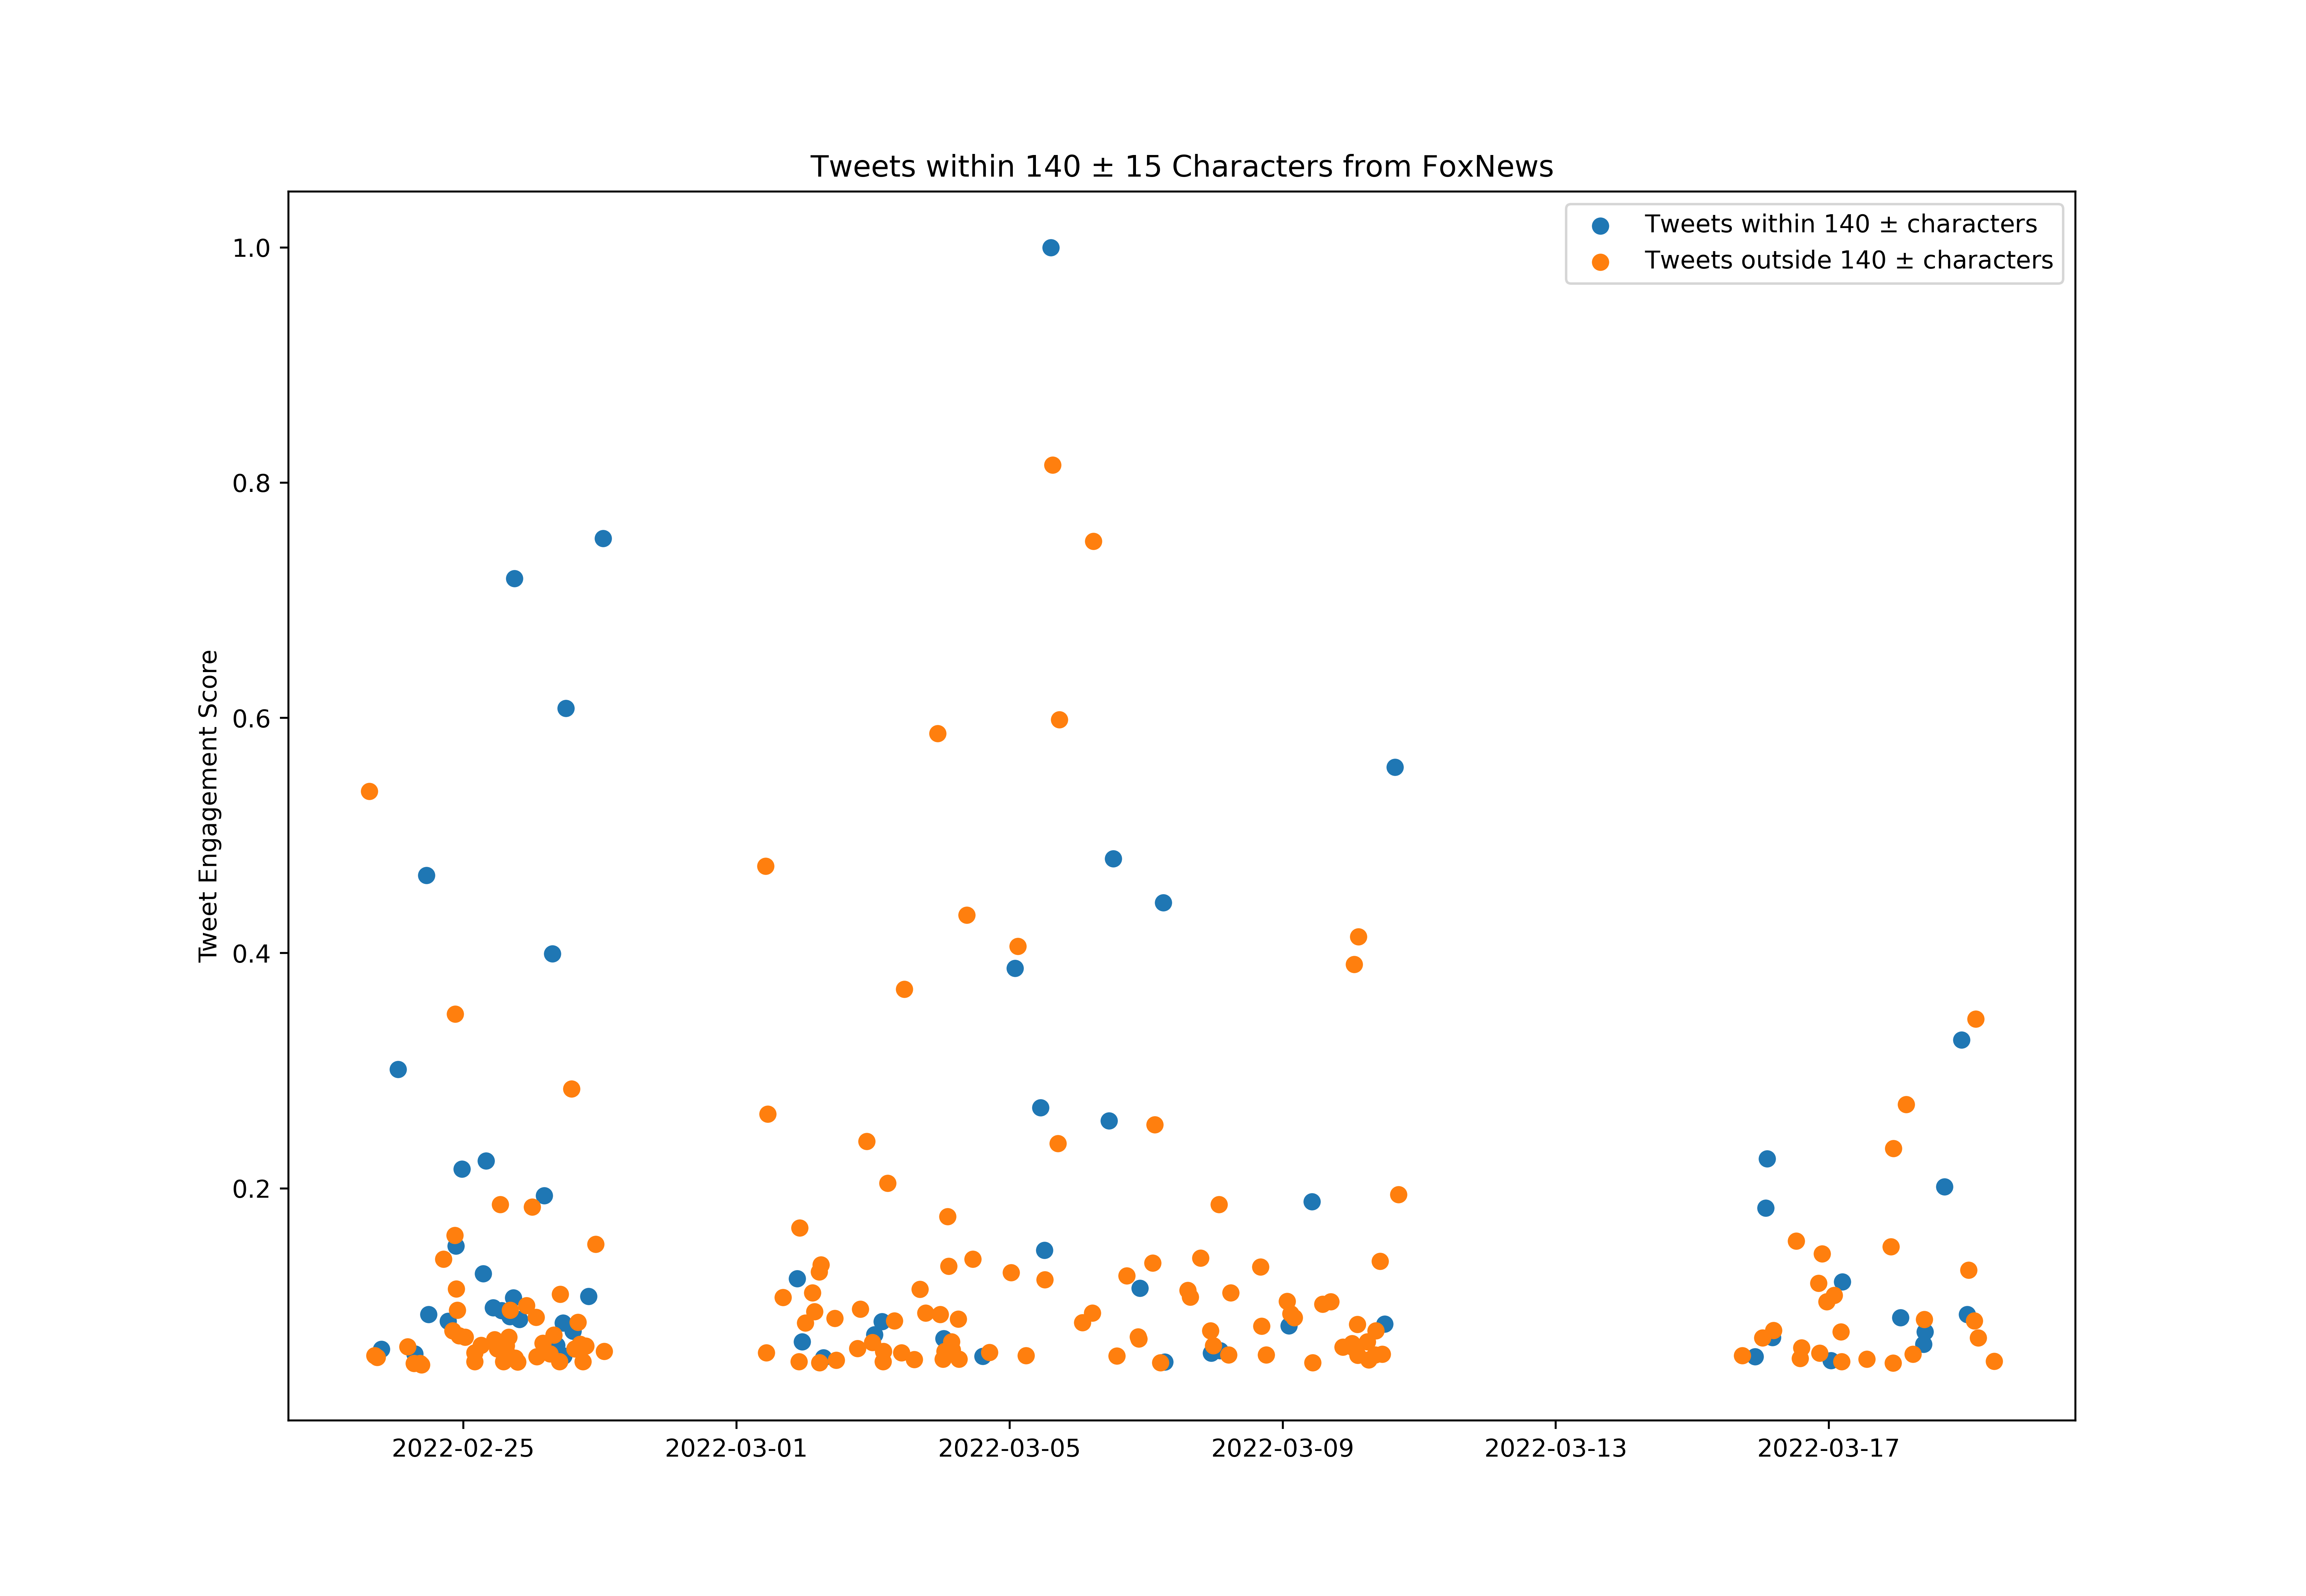 Tweets within 140 ± 15 Characters from FoxNews
Tweets within 140 ± characters
Tweets outside 140 ± characters
Tweet Engagement Score
1.0
0.8
0.6
0.4
0.2
2022-02-25
2022-03-01
2022-03-05
2022-03-09
2022-03-13
2022-03-17